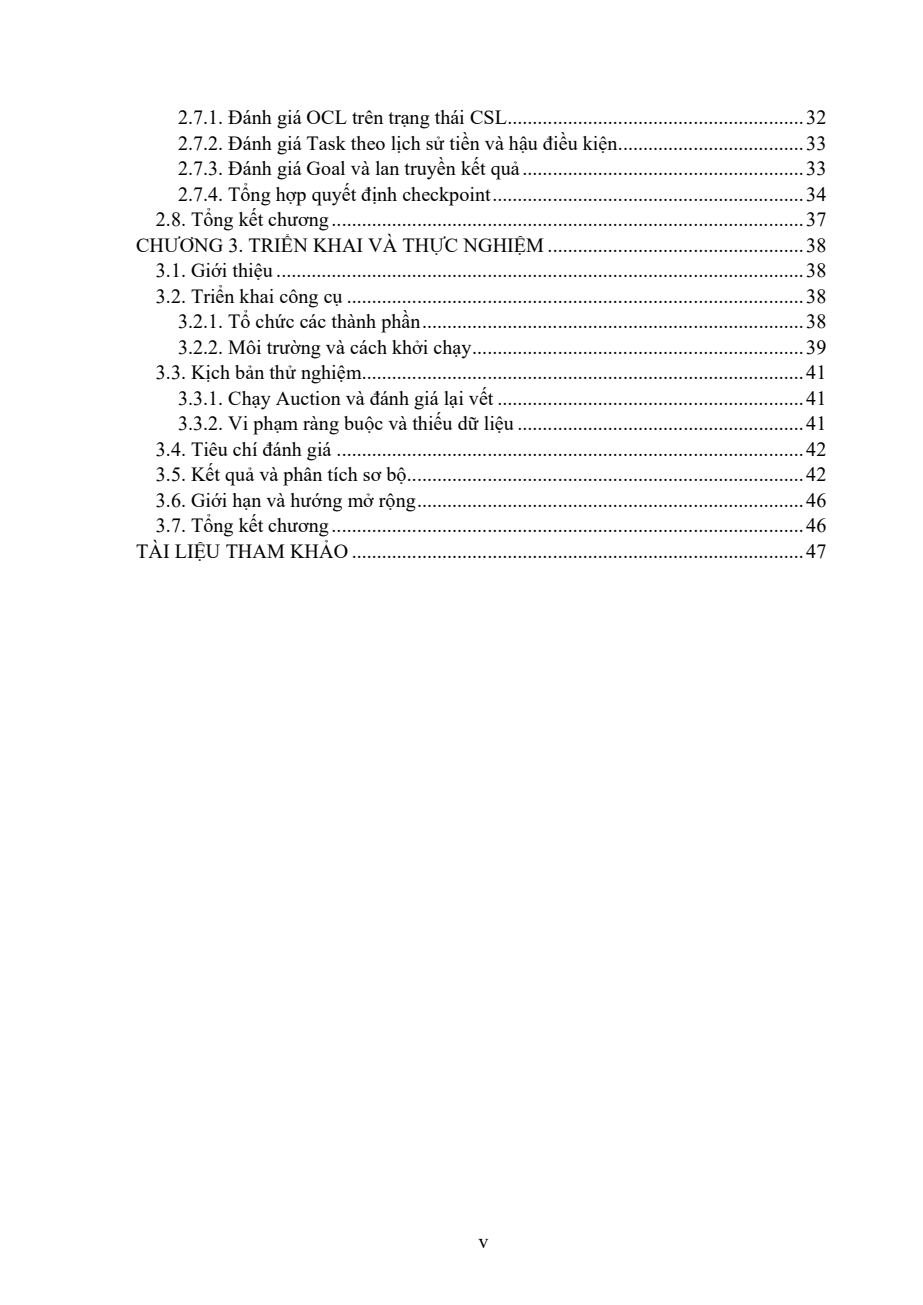 2.7.1. Đánh giá OCL trên trạng thái CSL......................................................32
2.7.2. Đánh giá Task theo lịch sử tiền và hậu điều kiện..................................33
2.7.3. Đánh giá Goal và lan truyền kết quả....................................................33
2.7.4. Tổng hợp quyết định checkpoint.........................................................34
2.8. Tổng kết chương.......................................................................................37
CHƯƠNG 3. TRIỂN KHAI VÀ THỰC NGHIỆM................................................38
3.1. Giới thiệu..................................................................................................38
3.2. Triển khai công cụ....................................................................................38
3.2.1. Tổ chức các thành phần.......................................................................38
3.2.2. Môi trường và cách khởi chạy.............................................................39
3.3. Kịch bản thử nghiệm.................................................................................41
3.3.1. Chạy Auction và đánh giá lại vết.........................................................41
3.3.2. Vi phạm ràng buộc và thiếu dữ liệu.....................................................41
3.4. Tiêu chí đánh giá......................................................................................42
3.5. Kết quả và phân tích sơ bộ........................................................................42
3.6. Giới hạn và hướng mở rộng......................................................................46
3.7. Tổng kết chương.......................................................................................46
TÀI LIỆU THAM KHẢO....................................................................................47
v